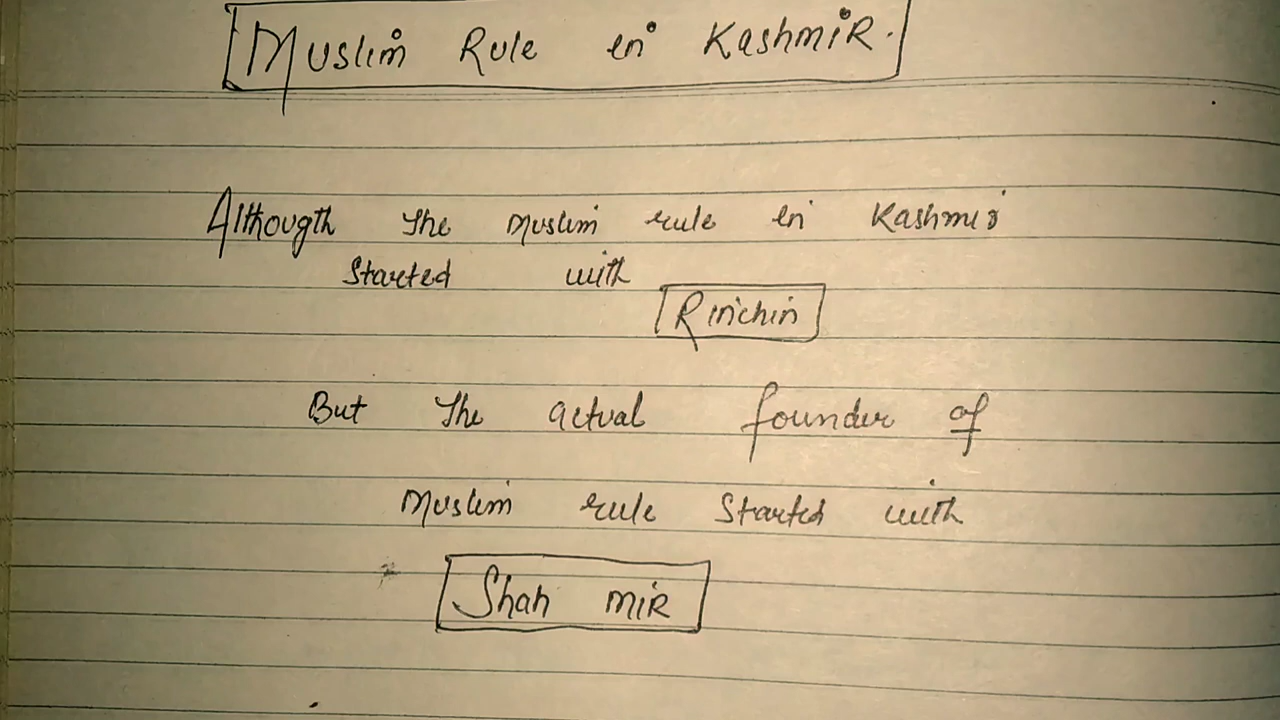 Muslim Rule in Kashmir.
Althougth the muslim rule in Kashmir
started with
Rinchin
But the actual founder of
muslim rule started with
Shah mir